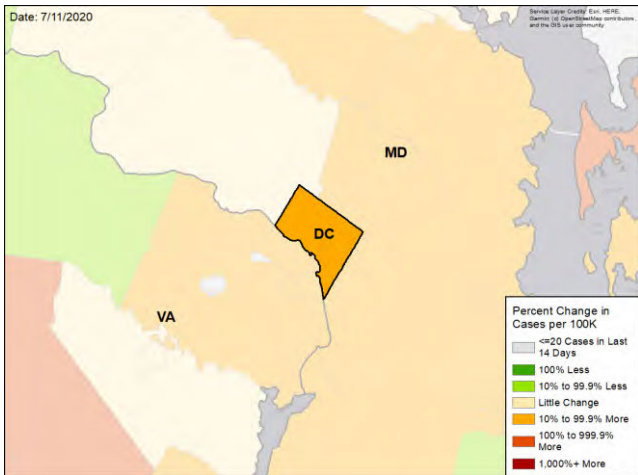 Date: 7/11/2020
Service Layer Credits: Esri, HERE,
Garmin, (c) OpenStreetMap contributors,
and the GIS user community
MD
DC
VA
Percent Change in
Cases per 100K
<=20 Cases in Last
14 Days
100% Less
10% to 99.9% Less
Little Change
10% to 99.9% More
100% to 999.9%
More
1,000%+ More